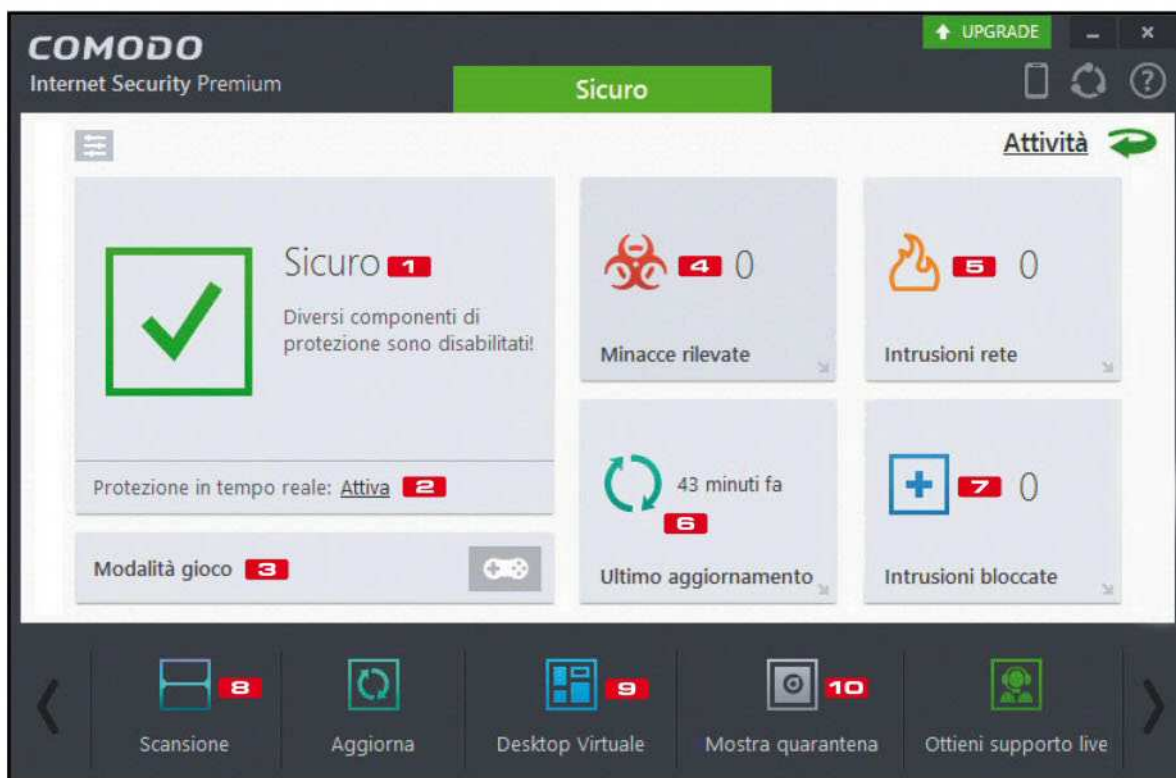 COMODO
Internet Security Premium
UPGRADE
Sicuro
Attività
Sicuro 1
Diversi componenti di
protezione sono disabilitati!
Protezione in tempo reale: Attiva 2
Modalità gioco 3
4 0
Minacce rilevate
5 0
Intrusioni rete
43 minuti fa
6
Ultimo aggiornamento
7 0
Intrusioni bloccate
8
Scansione
Aggiorna
9
Desktop Virtuale
10
Mostra quarantena
Ottieni supporto live